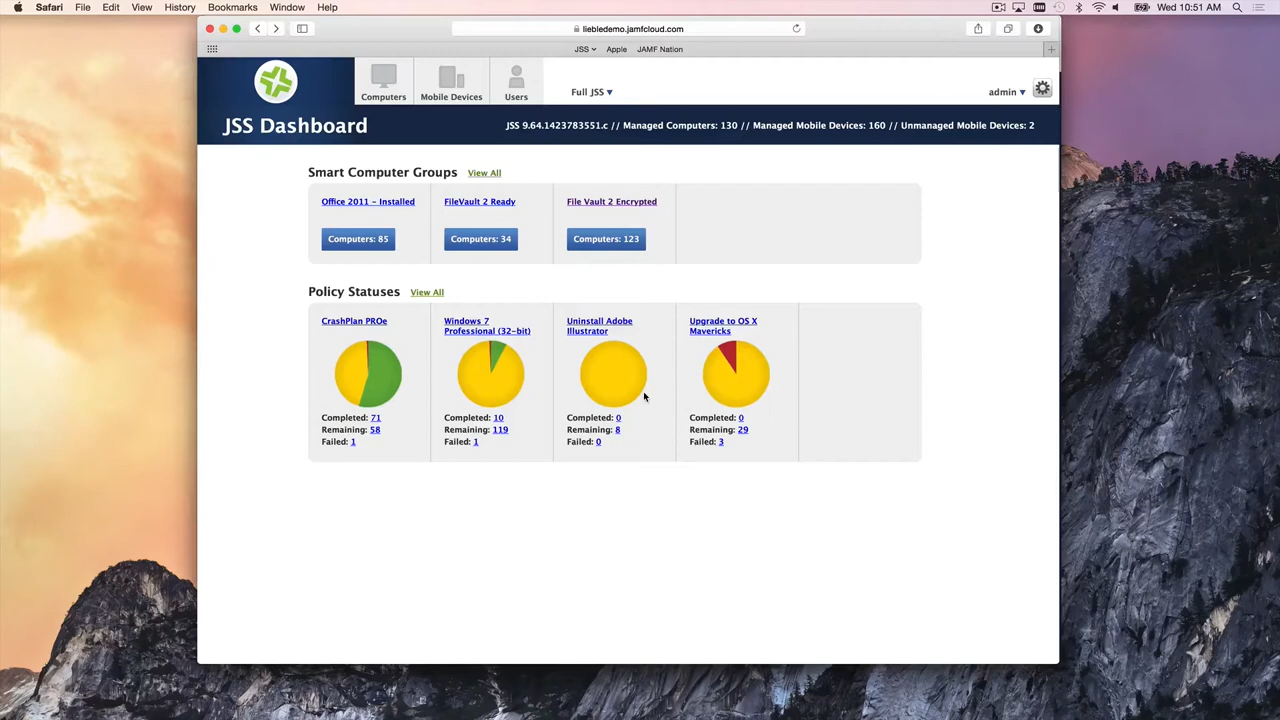 Safari File Edit View History Bookmarks Window Help Wed 10:51 AM
liebledemo.jamfcloud.com
JSS Apple JAMF Nation
Computers Mobile Devices Users
Full JSS
admin
JSS Dashboard
JSS 9.64.1423783551.c // Managed Computers: 130 // Managed Mobile Devices: 160 // Unmanaged Mobile Devices: 2
Smart Computer Groups View All
Office 2011 - Installed FileVault 2 Ready File Vault 2 Encrypted
Computers: 85 Computers: 34 Computers: 123
Policy Statuses View All
CrashPlan PROe
Windows 7
Professional (32-bit)
Uninstall Adobe
Illustrator
Upgrade to OS X
Mavericks
Completed: 71 Completed: 10 Completed: 0 Completed: 0
Remaining: 58 Remaining: 119 Remaining: 8 Remaining: 29
Failed: 1 Failed: 1 Failed: 0 Failed: 3